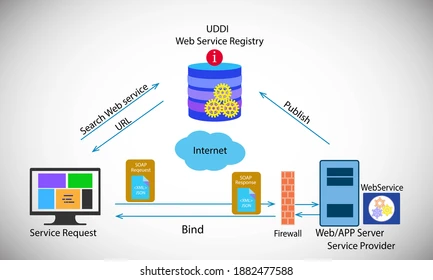 UDDI
Web Service Registry
i
Search Web service
URL
Publish
Internet
SOAP
Request
<XML>
JSON
SOAP
Response
<XML>
JSON
WebService
Service Request
Bind
Firewall
Web/APP Server
Service Provider
shutterstock.com · 1882477588